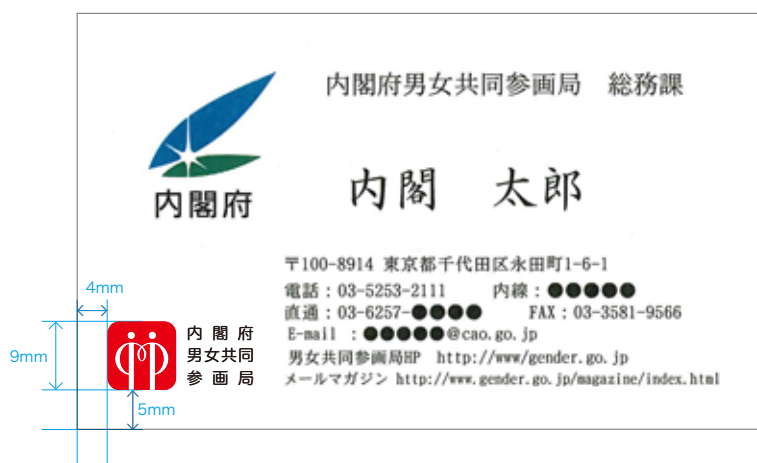 内閣府男女共同参画局　総務課
内閣府
内閣　太郎
〒100-8914 東京都千代田区永田町1-6-1
電話：03-5253-2111　内線：●●●●●
直通：03-6257-●●●●　FAX：03-3581-9566
E-mail ：●●●●●@cao.go.jp
男女共同参画局HP http://www/gender.go.jp
メールマガジン http://www.gender.go.jp/magazine/index.html
4mm
9mm
5mm
内閣府
男女共同
参画局